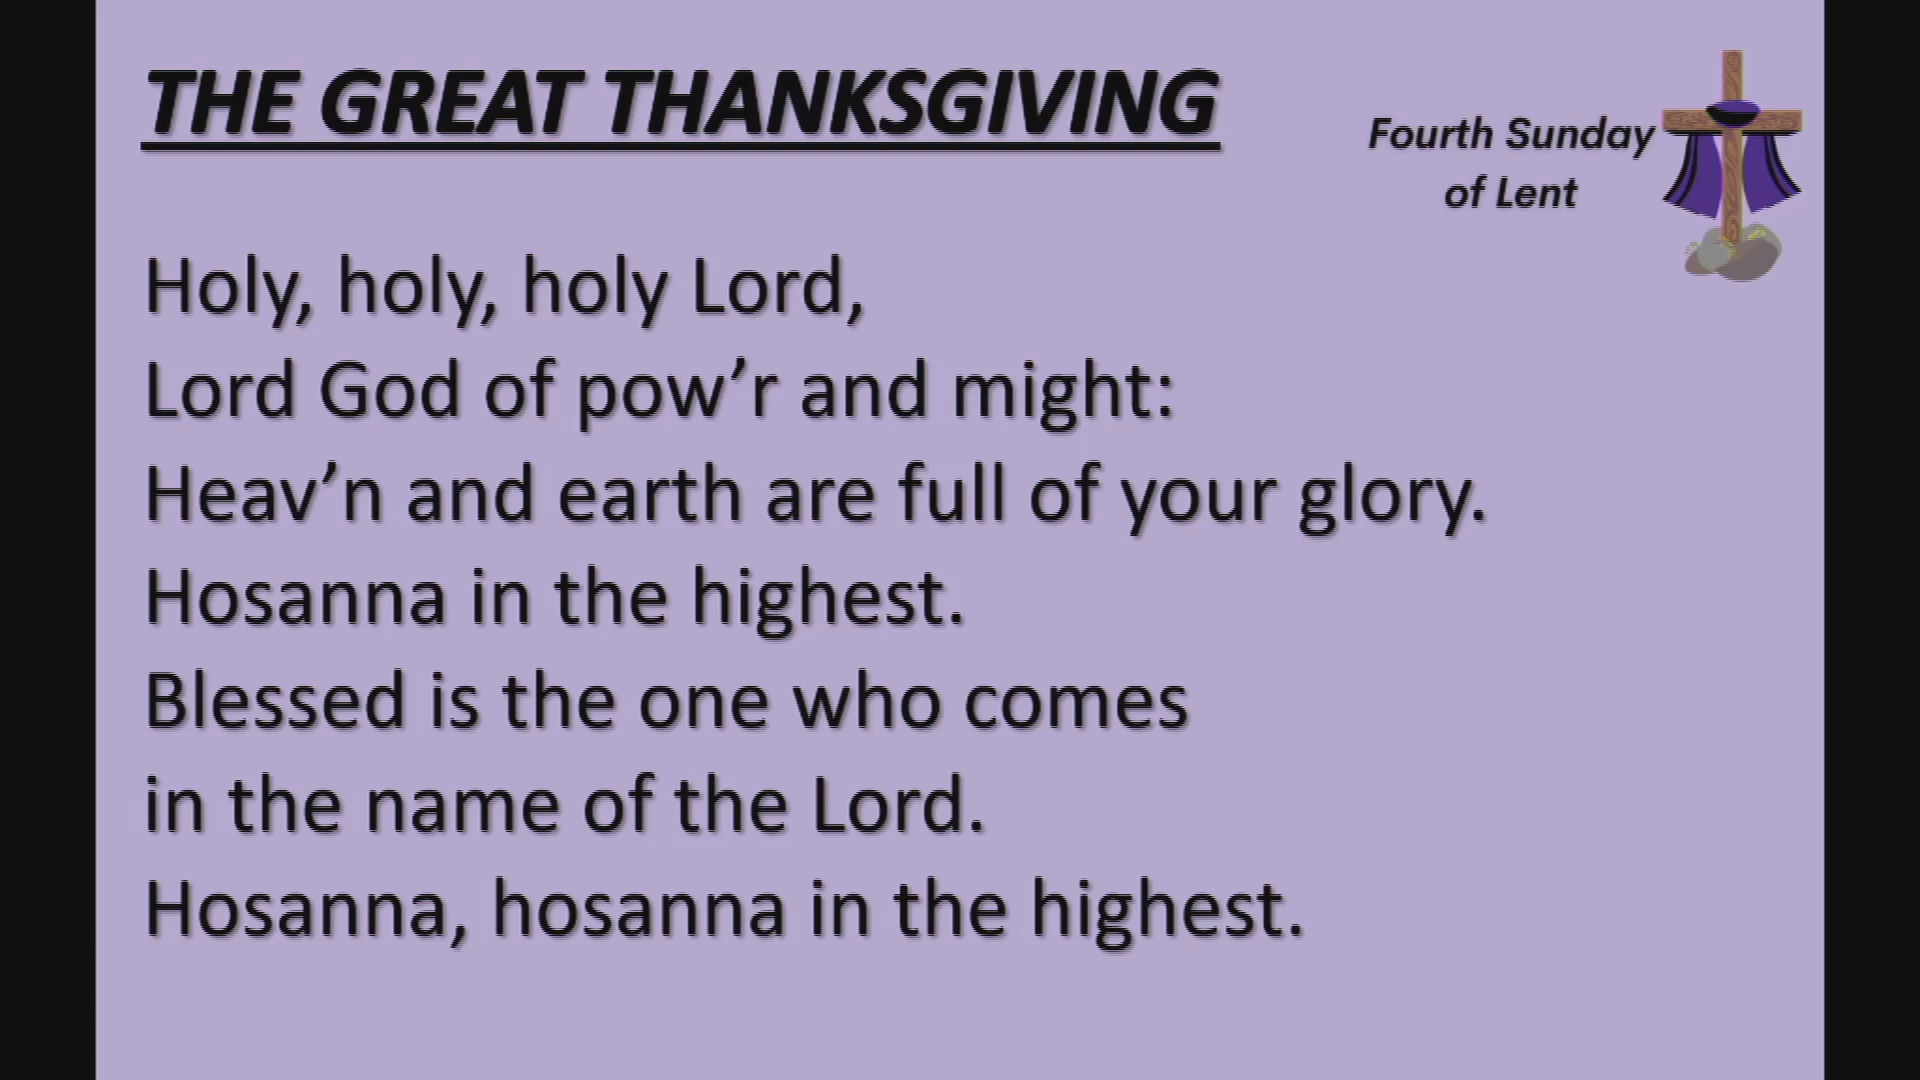 THE GREAT THANKSGIVING
Fourth Sunday
of Lent
Holy, holy, holy Lord,
Lord God of pow’r and might:
Heav’n and earth are full of your glory.
Hosanna in the highest.
Blessed is the one who comes
in the name of the Lord.
Hosanna, hosanna in the highest.